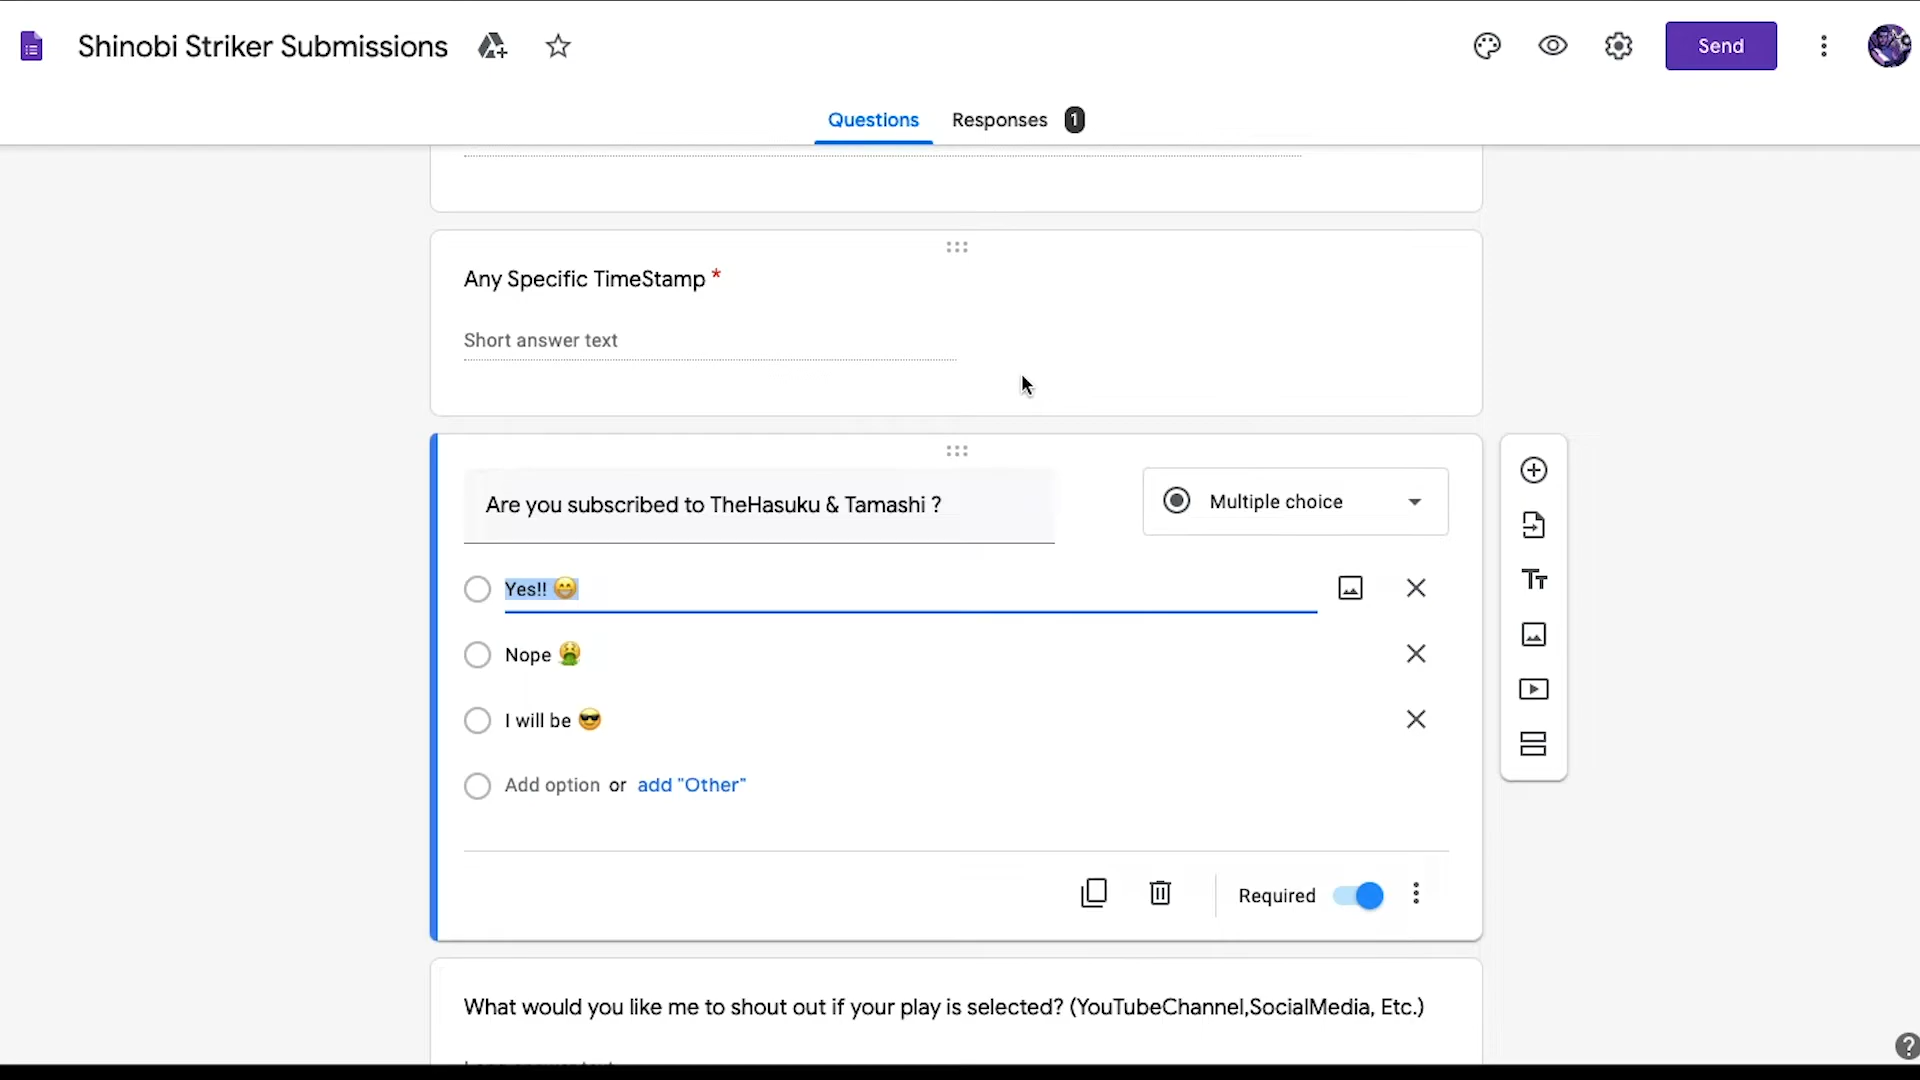 Shinobi Striker Submissions
Send
Questions
Responses 1
Any Specific TimeStamp *
Short answer text
Are you subscribed to TheHasuku & Tamashi ?
Multiple choice
Yes!! 😁
Nope 🤮
I will be 😎
Add option or add "Other"
Required
What would you like me to shout out if your play is selected? (YouTubeChannel,SocialMedia, Etc.)